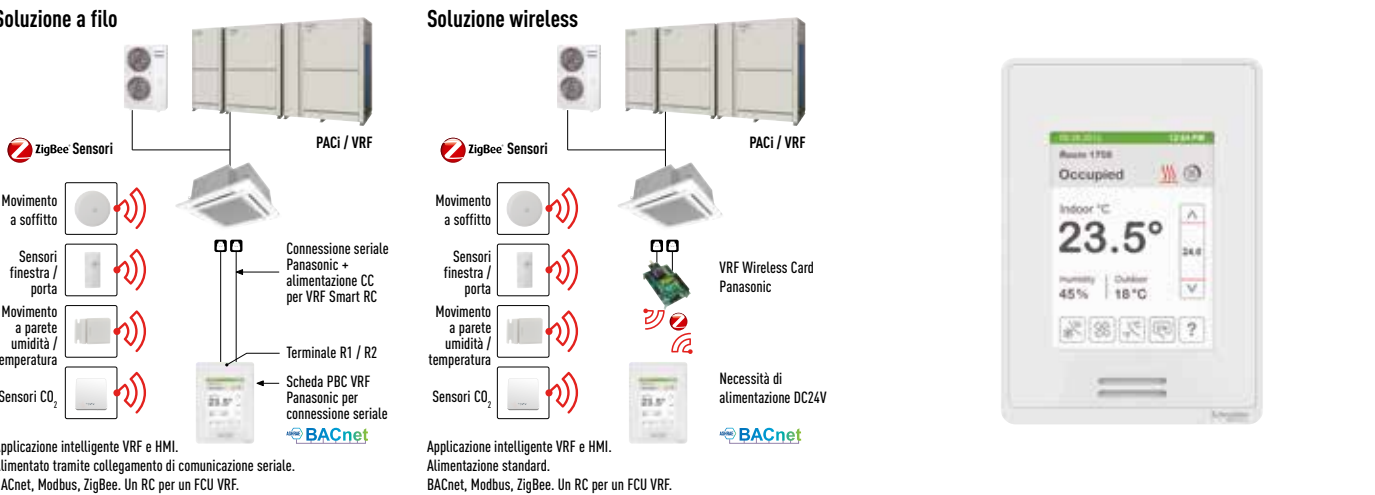 Soluzione a filo
PACi / VRF
ZigBee Sensori
Movimento
a soffitto
Sensori
finestra /
porta
Movimento
a parete
umidità /
temperatura
Sensori CO2
Connessione seriale
Panasonic +
alimentazione CC
per VRF Smart RC
Terminale R1 / R2
Scheda PBC VRF
Panasonic per
connessione seriale
BACnet
Applicazione intelligente VRF e HMI.
Alimentato tramite collegamento di comunicazione seriale.
BACnet, Modbus, ZigBee. Un RC per un FCU VRF.
Soluzione wireless
PACi / VRF
ZigBee Sensori
Movimento
a soffitto
Sensori
finestra /
porta
Movimento
a parete
umidità /
temperatura
Sensori CO2
VRF Wireless Card
Panasonic
Necessità di
alimentazione DC24V
BACnet
Applicazione intelligente VRF e HMI.
Alimentazione standard.
BACnet, Modbus, ZigBee. Un RC per un FCU VRF.
Room 1708
Occupied
Indoor °C
23.5°
24.0
Humidity
Outdoor
45%
18°C
?